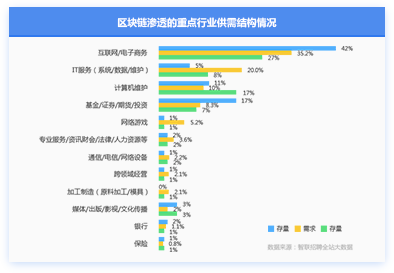 区块链渗透的重点行业供需结构情况
互联网/电子商务
42%
35.2%
27%
IT服务（系统/数据/维护）
5%
20.0%
8%
计算机维护
11%
10%
17%
基金/证券/期货/投资
17%
8.3%
7%
网络游戏
1%
5.2%
1%
专业服务/资讯财会/法律/人力资源等
2%
3.6%
2%
通信/电信/网络设备
1%
2.2%
2%
跨领域经营
1%
2.1%
1%
加工制造（原料加工/模具）
0%
2.1%
1%
媒体/出版/影视/文化传播
3%
2%
3%
银行
2%
1.1%
1%
保险
1%
0.8%
1%
存量 需求 存量
数据来源：智联招聘全站大数据